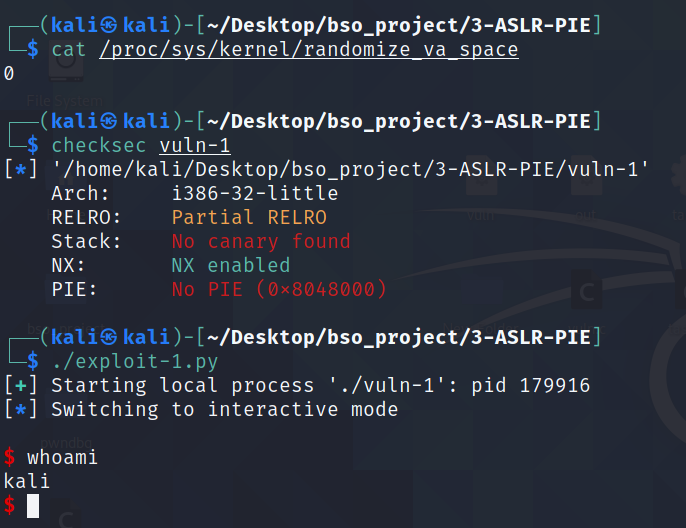 ┌──(kali㉿kali)-[~/Desktop/bso_project/3-ASLR-PIE]
└─$ cat /proc/sys/kernel/randomize_va_space
0
File System
┌──(kali㉿kali)-[~/Desktop/bso_project/3-ASLR-PIE]
└─$ checksec vuln-1
[*] '/home/kali/Desktop/bso_project/3-ASLR-PIE/vuln-1'
Arch: i386-32-little
RELRO: Partial RELRO
Stack: No canary found
NX: NX enabled
PIE: No PIE (0x8048000)
┌──(kali㉿kali)-[~/Desktop/bso_project/3-ASLR-PIE]
└─$ ./exploit-1.py
[+] Starting local process './vuln-1': pid 179916
[*] Switching to interactive mode
pwndbg
$ whoami
kali
$